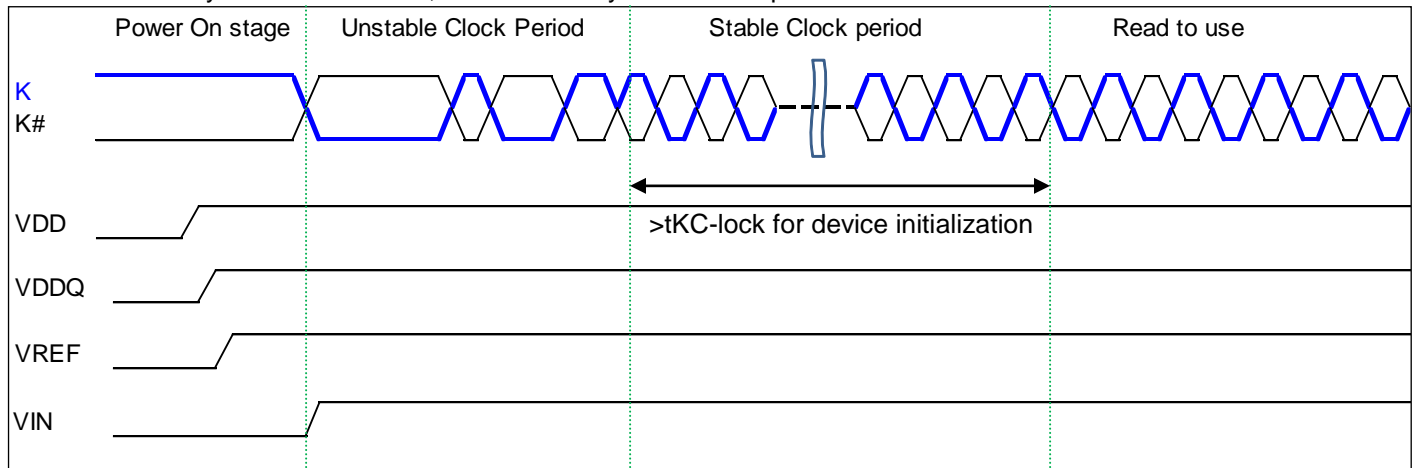 Power On stage Unstable Clock Period Stable Clock period Read to use
K
K#
VDD
>tKC-lock for device initialization
VDDQ
VREF
VIN